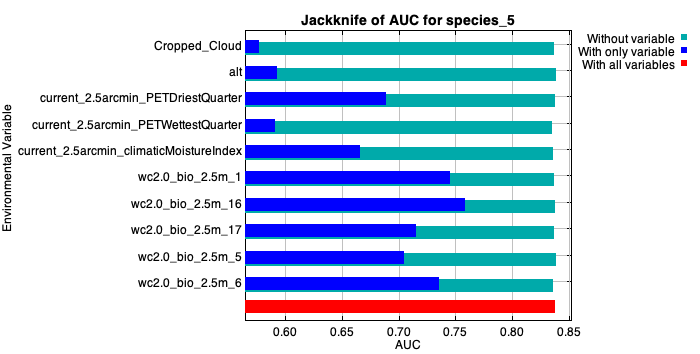 Jackknife of AUC for species_5
Without variable
With only variable
With all variables
Environmental Variable
Cropped_Cloud
alt
current_2.5arcmin_PETDriestQuarter
current_2.5arcmin_PETWettestQuarter
current_2.5arcmin_climaticMoistureIndex
wc2.0_bio_2.5m_1
wc2.0_bio_2.5m_16
wc2.0_bio_2.5m_17
wc2.0_bio_2.5m_5
wc2.0_bio_2.5m_6
0.60 0.65 0.70 0.75 0.80 0.85
AUC